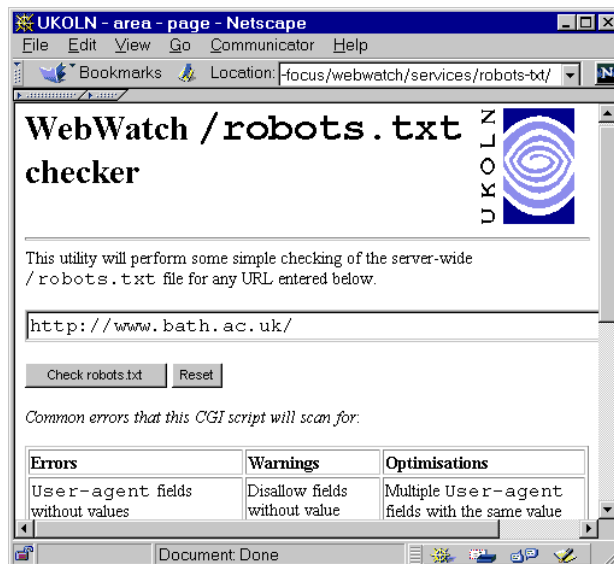 UKOLN - area - page - Netscape
File Edit View Go Communicator Help
Bookmarks Location: -focus/webwatch/services/robots-txt/
N
WebWatch /robots.txt
checker
UKOLN
This utility will perform some simple checking of the server-wide
/robots.txt file for any URL entered below.
http://www.bath.ac.uk/
Check robots.txt Reset
Common errors that this CGI script will scan for:
Errors Warnings Optimisations
User-agent fields Disallow fields Multiple User-agent
without values without value fields with the same value
Document: Done